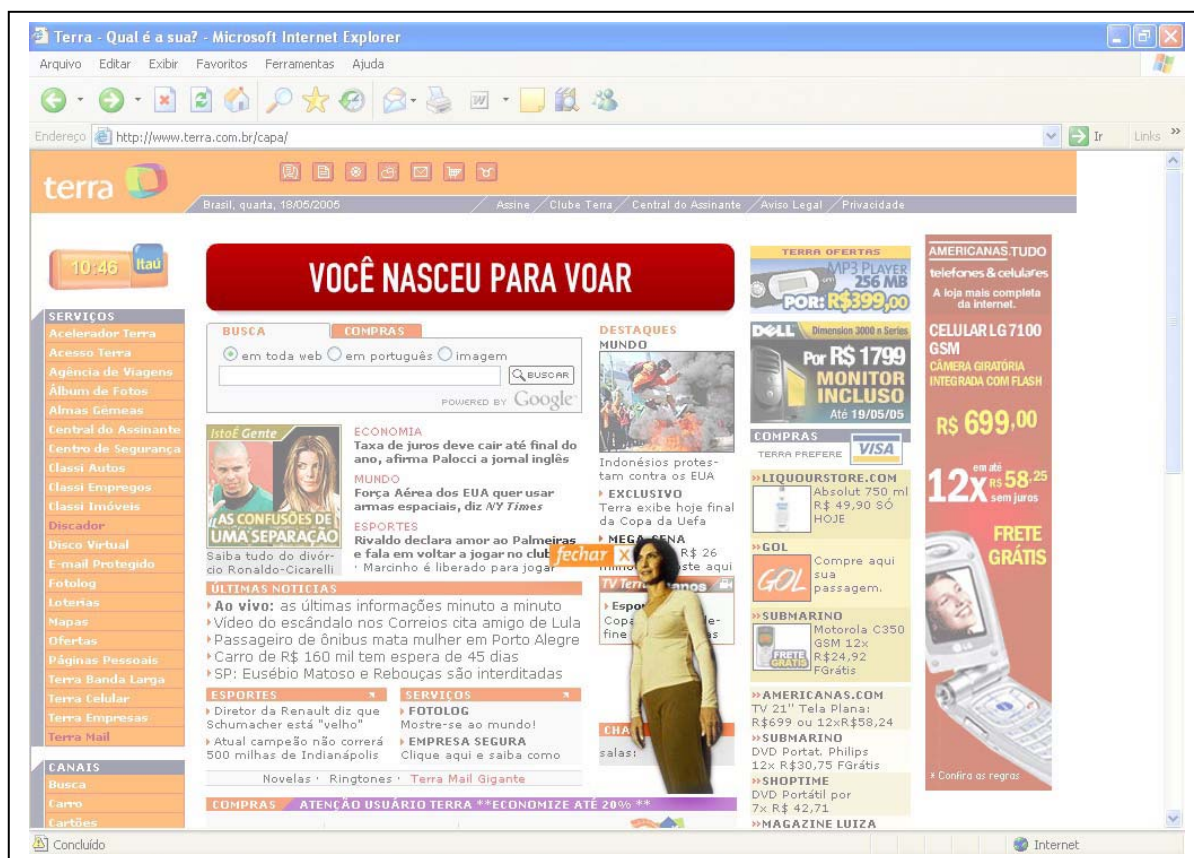 Terra - Qual é a sua? - Microsoft Internet Explorer
Arquivo Editar Exibir Favoritos Ferramentas Ajuda
Endereço http://www.terra.com.br/capa/ Ir Links »
terra
Brasil, quarta, 18/05/2005
Assine Clube Terra Central do Assinante Aviso Legal Privacidade
10:46 Itaú
SERVIÇOS
Acelerador Terra
Acesso Terra
Agência de Viagens
Álbum de Fotos
Almas Gêmeas
Central do Assinante
Centro de Segurança
Classi Autos
Classi Empregos
Classi Imóveis
Discador
Disco Virtual
E-mail Protegido
Fotolog
Loterias
Mapas
Ofertas
Páginas Pessoais
Terra Banda Larga
Terra Celular
Terra Empresas
Terra Mail
CANAIS
Busca
Carro
Cartões
VOCÊ NASCEU PARA VOAR
BUSCA COMPRAS
em toda web em português imagem
BUSCAR
POWERED BY Google
IstoÉ Gente
AS CONFUSÕES DE
UMA SEPARAÇÃO
Saiba tudo do divór-
cio Ronaldo-Cicarelli
ECONOMIA
Taxa de juros deve cair até final do
ano, afirma Palocci a jornal inglês
MUNDO
Força Aérea dos EUA quer usar
armas espaciais, diz NY Times
ESPORTES
Rivaldo declara amor ao Palmeiras
e fala em voltar a jogar no
· Marcinho é liberado para jogar
fechar X
ÚLTIMAS NOTÍCIAS
Ao vivo: as últimas informações minuto a minuto
Vídeo do escândalo nos Correios cita amigo de Lula
Passageiro de ônibus mata mulher em Porto Alegre
Carro de R$ 160 mil tem espera de 45 dias
SP: Eusébio Matoso e Rebouças são interditadas
ESPORTES
Diretor da Renault diz que
Schumacher está "velho"
Atual campeão não correrá
500 milhas de Indianápolis
SERVIÇOS
FOTOLOG
Mostre-se ao mundo!
EMPRESA SEGURA
Clique aqui e saiba como
Novelas · Ringtones · Terra Mail Gigante
COMPRAS ATENÇÃO USUÁRIO TERRA **ECONOMIZE ATÉ 20% **
DESTAQUES
MUNDO
Indonésios protes-
tam contra os EUA
EXCLUSIVO
Terra exibe hoje final
da Copa da Uefa
MEGA-SENA
R$ 26
aqui
TV Terra
salas:
TERRA OFERTAS
MP3 PLAYER
256 MB
POR: R$399,00
DELL Dimension 3000 n Series
Por R$ 1799
MONITOR
INCLUSO
Até 19/05/05
COMPRAS
TERRA PREFERE VISA
»LIQUOURSTORE.COM
Absolut 750 ml
R$ 49,90 SÓ
HOJE
»GOL
GOL
Compre aqui
sua
passagem.
»SUBMARINO
Motorola C350
GSM 12x
R$24,92
FGrátis
FRETE
GRÁTIS
»AMERICANAS.COM
TV 21" Tela Plana:
R$699 ou 12xR$58,24
»SUBMARINO
DVD Portat. Philips
12x R$30,75 FGrátis
»SHOPTIME
DVD Portátil por
7x R$ 42,71
»MAGAZINE LUIZA
AMERICANAS.TUDO
telefones & celulares
A loja mais completa
da internet.
CELULAR LG 7100
GSM
CÂMERA GIRATÓRIA
INTEGRADA COM FLASH
R$ 699,00
em até
12X R$ 58,25
sem juros
FRETE
GRÁTIS
* Confira as regras
Concluído
Internet